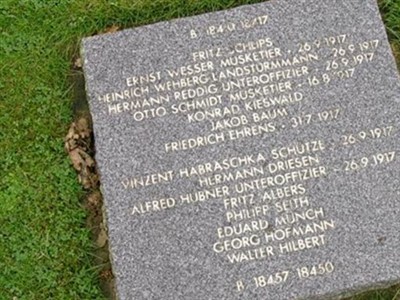 B 18450 18717
FRITZ SCHLIPS
ERNST WESSER MUSKETIER · 26.9.1917
HEINRICH WEHBERG LANDSTURMMANN · 26.9.1917
HERMANN REDDIG UNTEROFFIZIER · 26.9.1917
OTTO SCHMIDT MUSKETIER · 16.8.1917
KONRAD KIESWALD
JAKOB BAUM
FRIEDRICH EHRENS · 31.7.1917
VINZENT HABRASCHKA SCHÜTZE · 26.9.1917
HERMANN DRIESEN
ALFRED HÜBNER UNTEROFFIZIER · 26.9.1917
FRITZ ALBERS
PHILIPP SEITH
EDUARD MÜNCH
GEORG HOFMANN
WALTER HILBERT
B 18457 18050